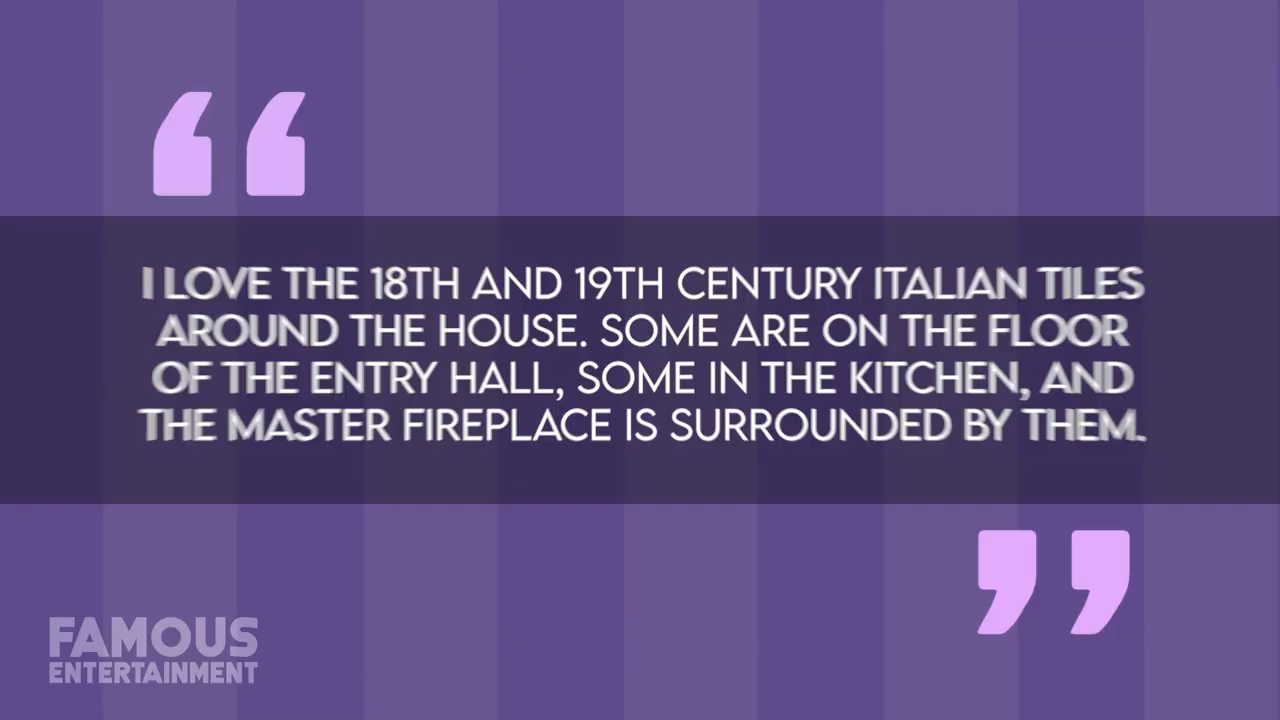 I LOVE THE 18TH AND 19TH CENTURY ITALIAN TILES
AROUND THE HOUSE. SOME ARE ON THE FLOOR
OF THE ENTRY HALL, SOME IN THE KITCHEN, AND
THE MASTER FIREPLACE IS SURROUNDED BY THEM.
FAMOUS
ENTERTAINMENT